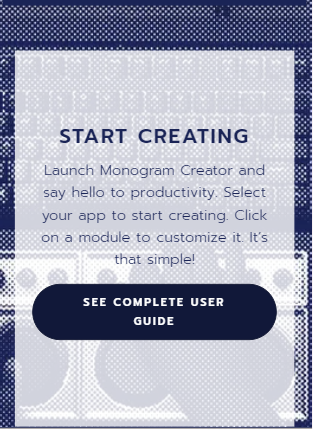 START CREATING
Launch Monogram Creator and
say hello to productivity. Select
your app to start creating. Click
on a module to customize it. It's
that simple!
SEE COMPLETE USER
GUIDE